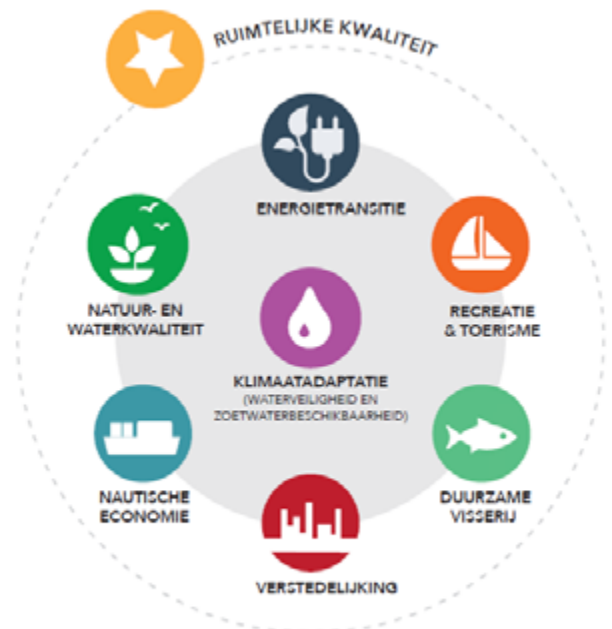 RUIMTELIJKE KWALITEIT
ENERGIETRANSITIE
NATUUR- EN
WATERKWALITEIT
RECREATIE
& TOERISME
KLIMAATADAPTATIE
(WATERVEILIGHEID EN
ZOETWATERBESCHIKBAARHEID)
NAUTISCHE
ECONOMIE
DUURZAME
VISSERIJ
VERSTEDELIJKING